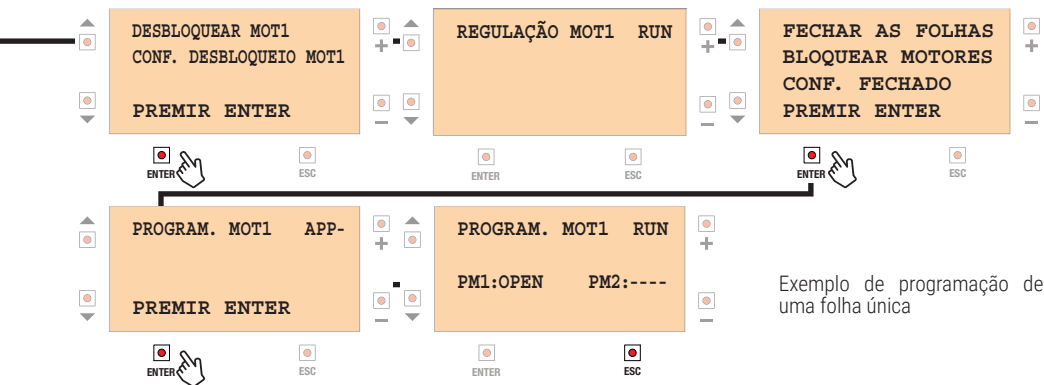 DESBLOQUEAR MOT1
CONF. DESBLOQUEIO MOT1
PREMIR ENTER
+
−
ENTER
ESC
REGULAÇÃO MOT1 RUN
+
−
ENTER
ESC
FECHAR AS FOLHAS
BLOQUEAR MOTORES
CONF. FECHADO
PREMIR ENTER
+
−
ENTER
ESC
PROGRAM. MOT1 APP-
PREMIR ENTER
+
−
ENTER
ESC
PROGRAM. MOT1 RUN
PM1:OPEN PM2:----
+
−
ENTER
ESC
Exemplo de programação de
uma folha única